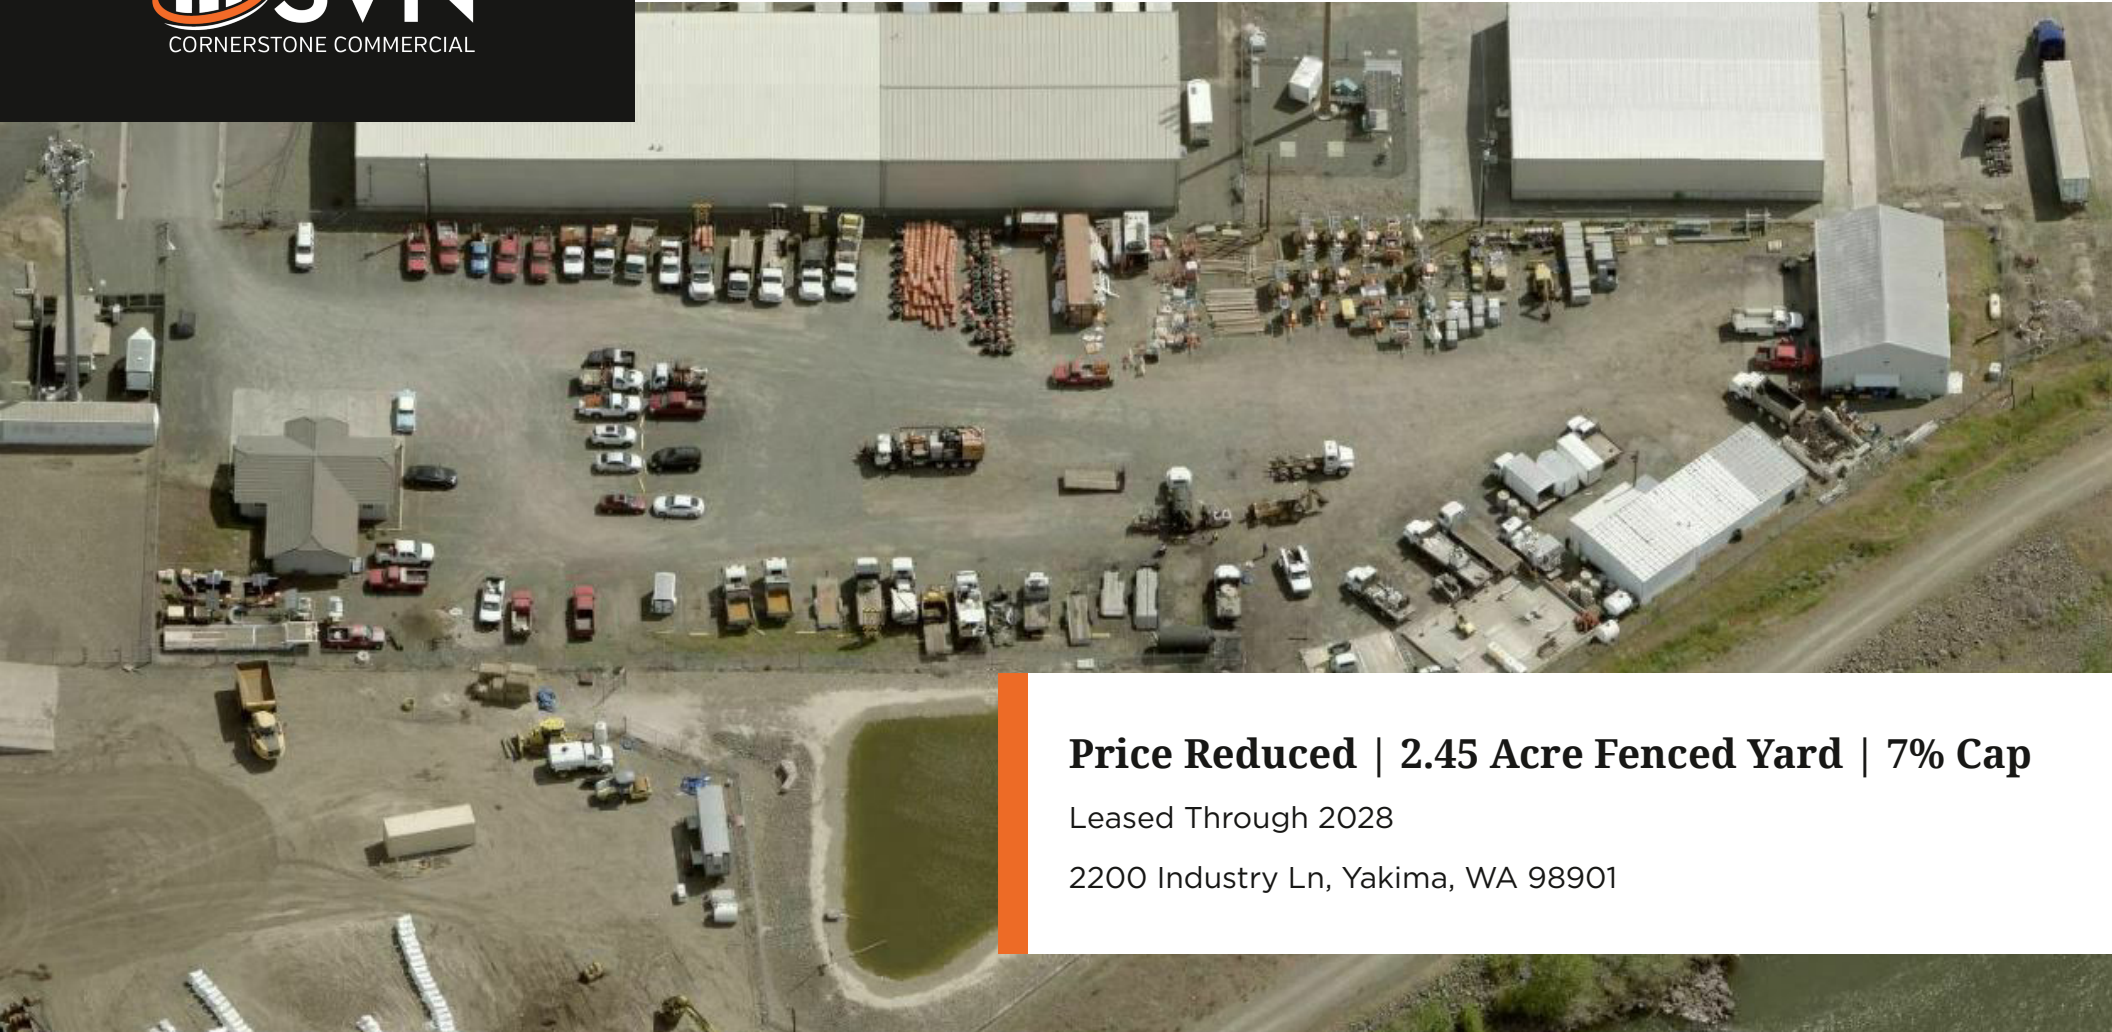 SVN
CORNERSTONE COMMERCIAL
Price Reduced | 2.45 Acre Fenced Yard | 7% Cap
Leased Through 2028
2200 Industry Ln, Yakima, WA 98901